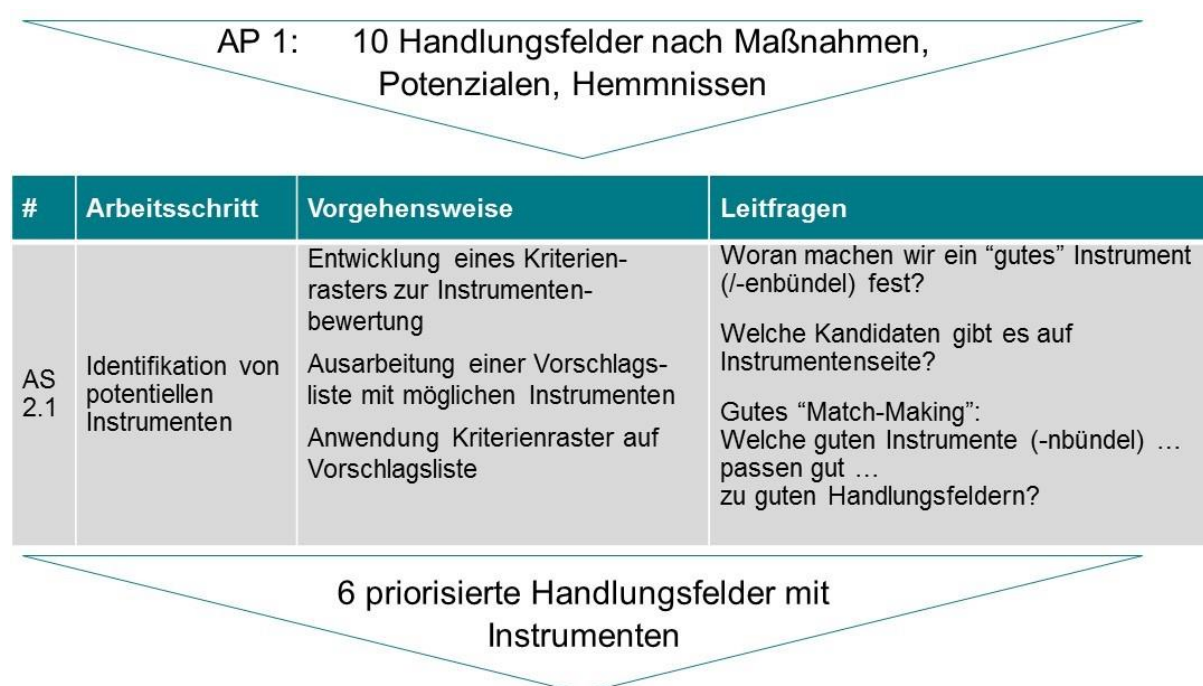 AP 1: 10 Handlungsfelder nach Maßnahmen,
Potenzialen, Hemmnissen
# Arbeitsschritt Vorgehensweise Leitfragen
AS
2.1
Identifikation von
potentiellen
Instrumenten
Entwicklung eines Kriterien-
rasters zur Instrumenten-
bewertung
Ausarbeitung einer Vorschlags-
liste mit möglichen Instrumenten
Anwendung Kriterienraster auf
Vorschlagsliste
Woran machen wir ein “gutes” Instrument
(/-enbündel) fest?
Welche Kandidaten gibt es auf
Instrumentenseite?
Gutes “Match-Making”:
Welche guten Instrumente (-nbündel) …
passen gut …
zu guten Handlungsfeldern?
6 priorisierte Handlungsfelder mit
Instrumenten